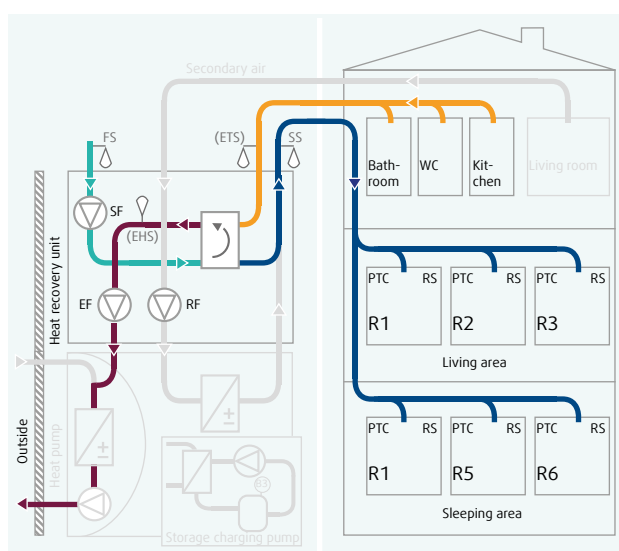 Secondary air
FS
(ETS)
SS
Bath-
room
WC
Kit-
chen
Living room
SF
(EHS)
Heat recovery unit
EF
RF
PTC RS
R1
PTC RS
R2
PTC RS
R3
Living area
PTC RS
R1
PTC RS
R5
PTC RS
R6
Sleeping area
Outside
Heat pump
±
±
B3
Storage charging pump